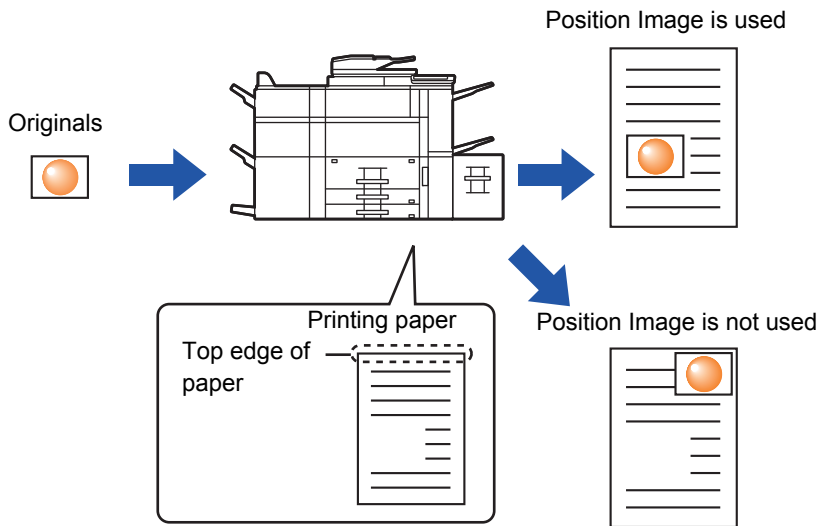 Position Image is used
Originals
Printing paper
Top edge of
paper
Position Image is not used